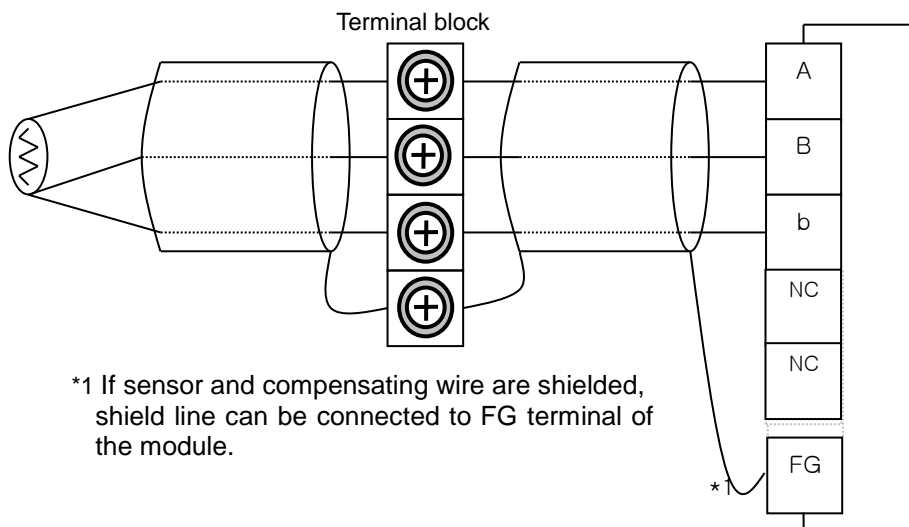 Terminal block
A
B
b
NC
NC
FG
*1
*1 If sensor and compensating wire are shielded,
shield line can be connected to FG terminal of
the module.